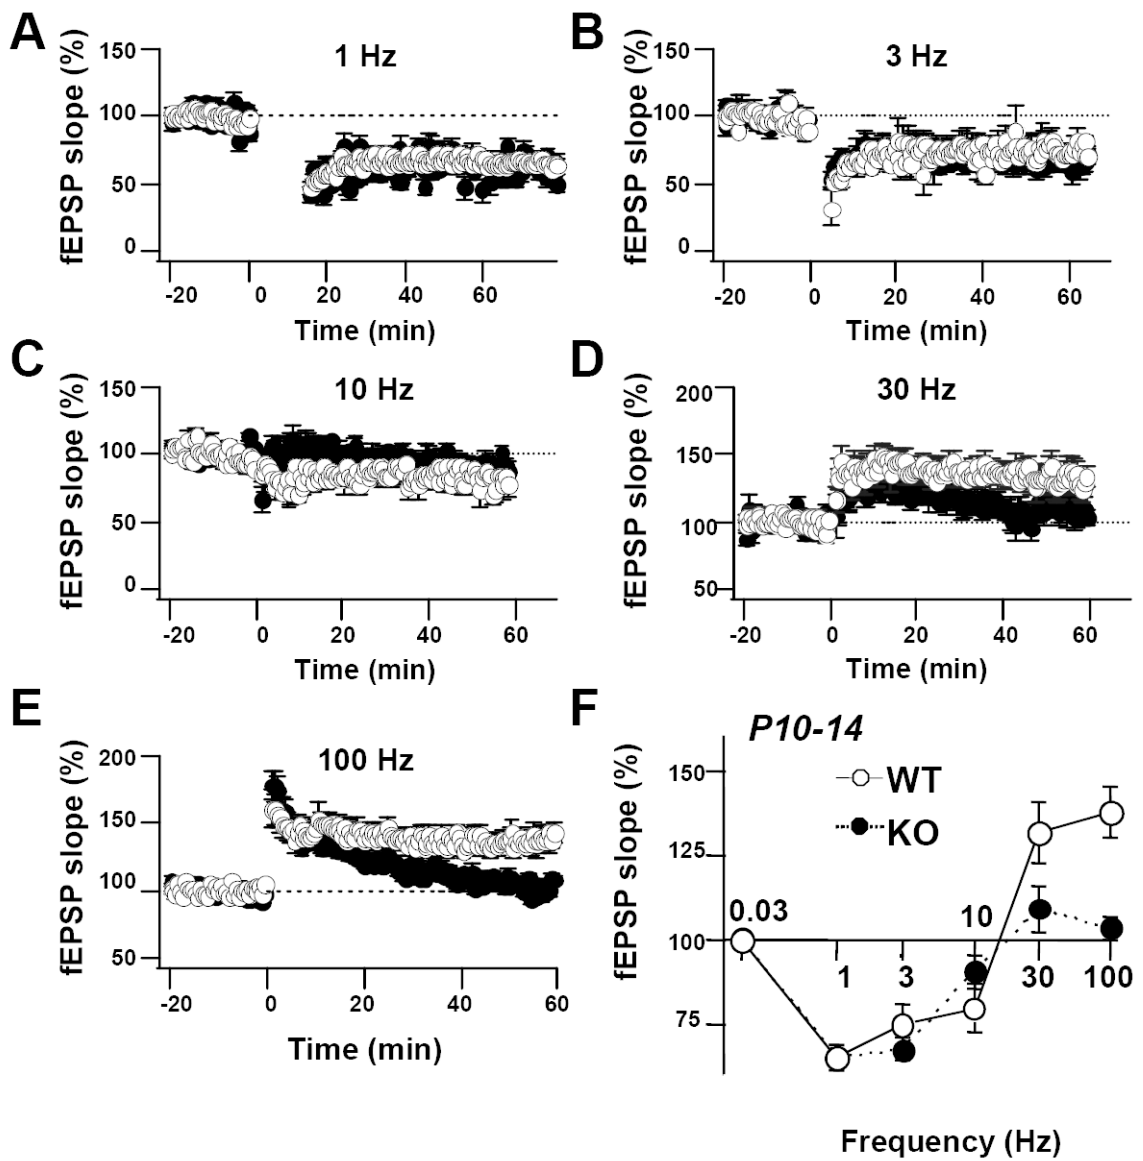 A
1 Hz
fEPSP slope (%)
150
100
50
0
-20 0 20 40 60
Time (min)
B
3 Hz
fEPSP slope (%)
150
100
50
0
-20 0 20 40 60
Time (min)
C
10 Hz
fEPSP slope (%)
150
100
50
0
-20 0 20 40 60
Time (min)
D
30 Hz
fEPSP slope (%)
200
150
100
50
-20 0 20 40 60
Time (min)
E
100 Hz
fEPSP slope (%)
200
150
100
50
-20 0 20 40 60
Time (min)
F
P10-14
WT
KO
fEPSP slope (%)
150
125
100
75
0.03 1 3 10 30 100
Frequency (Hz)